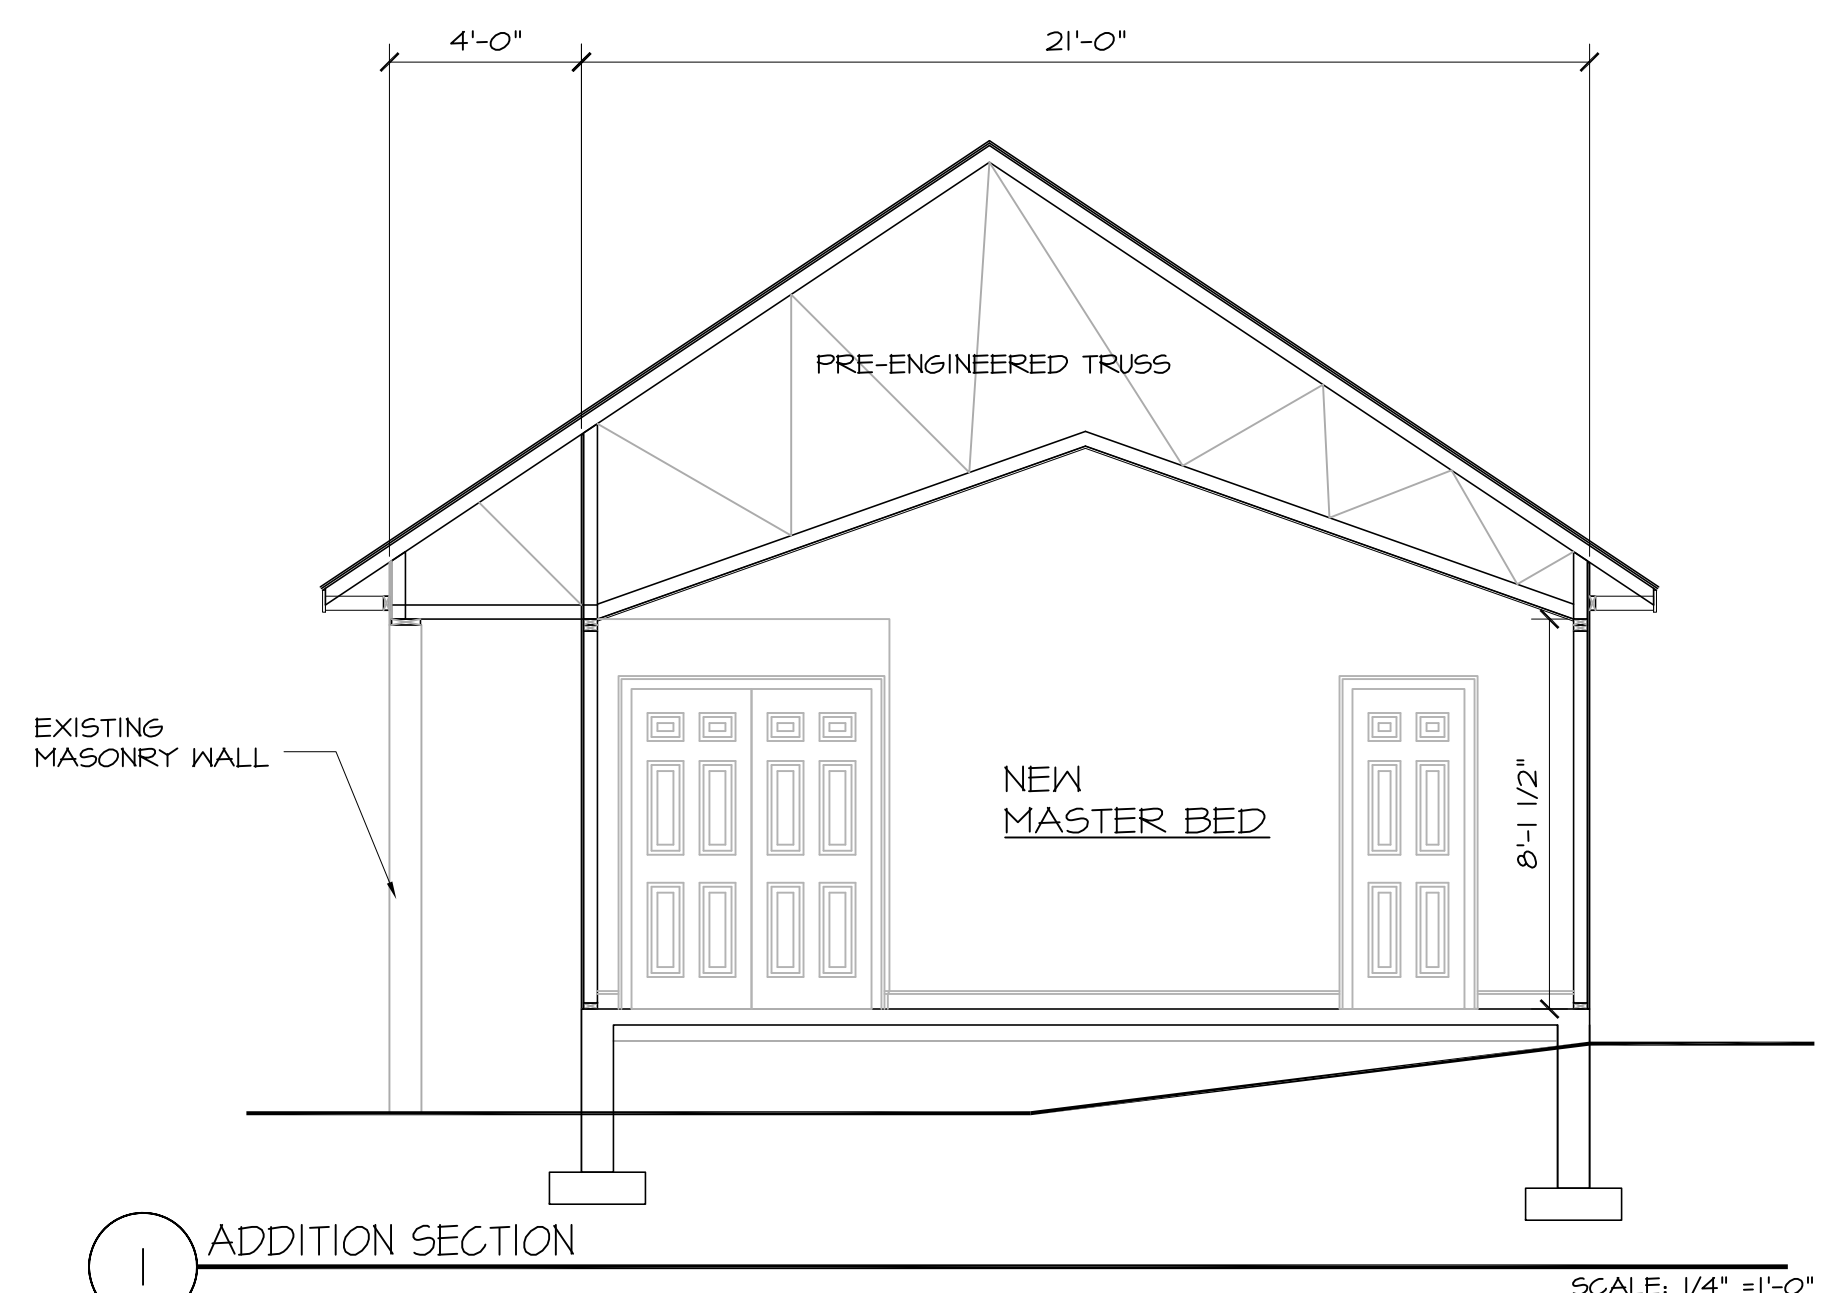 4'-0"
21'-0"
PRE-ENGINEERED TRUSS
EXISTING
MASONRY WALL
NEW
MASTER BED
8'-1 1/2"
1
ADDITION SECTION
SCALE: 1/4" =1'-0"